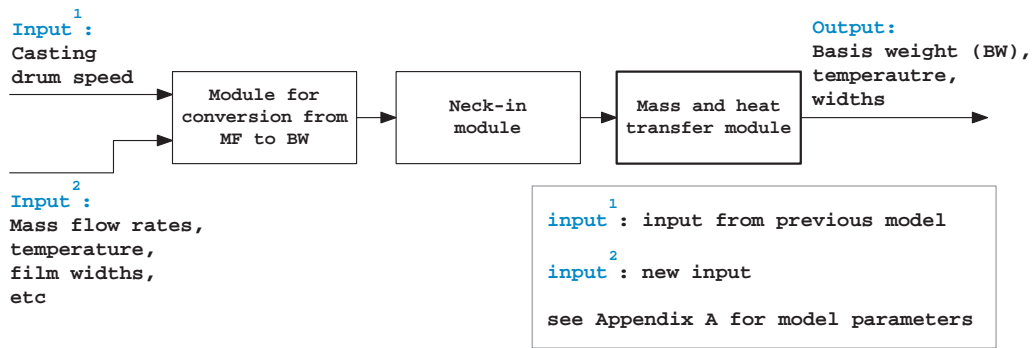 Input¹:
Casting
drum speed
Module for
conversion from
MF to BW
Neck-in
module
Mass and heat
transfer module
Output:
Basis weight (BW),
temperautre,
widths
Input²:
Mass flow rates,
temperature,
film widths,
etc
input¹: input from previous model
input²: new input
see Appendix A for model parameters